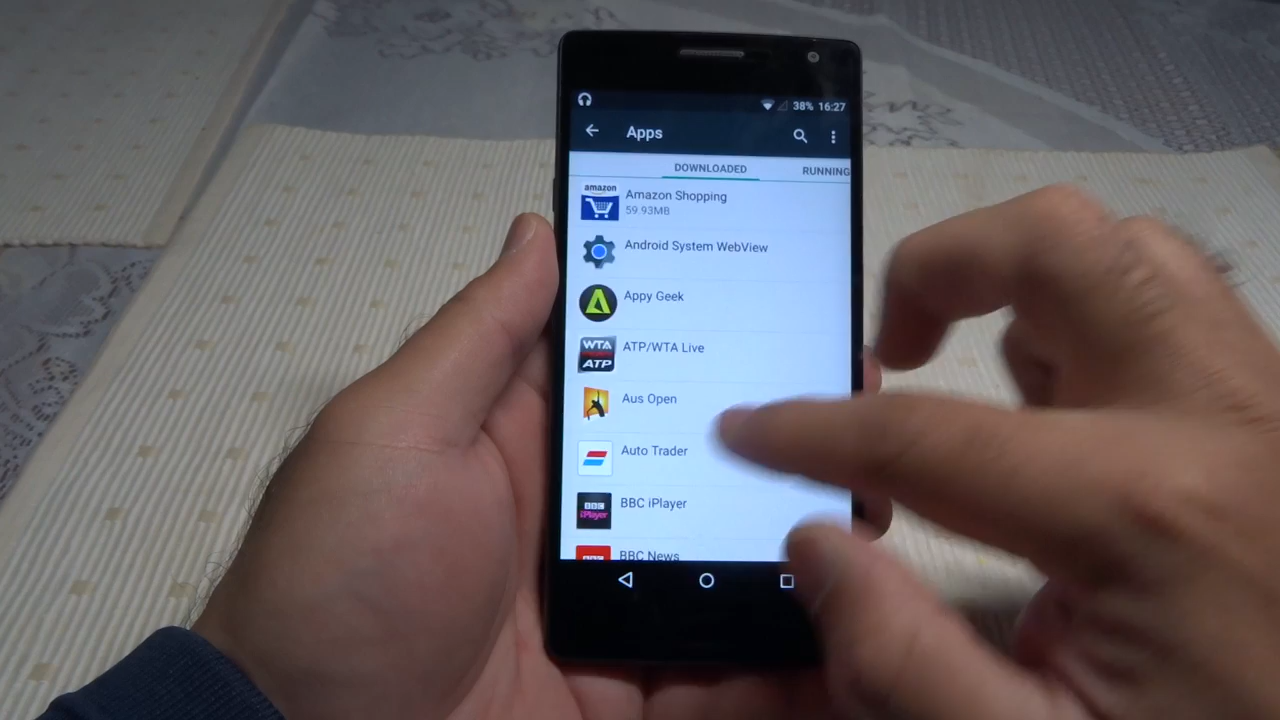 38% 16:27
Apps
DOWNLOADED RUNNING
amazon
Amazon Shopping
59.93MB
Android System WebView
Appy Geek
WTA
ATP
ATP/WTA Live
Aus Open
Auto Trader
BBC
iPlayer
BBC iPlayer
BBC News